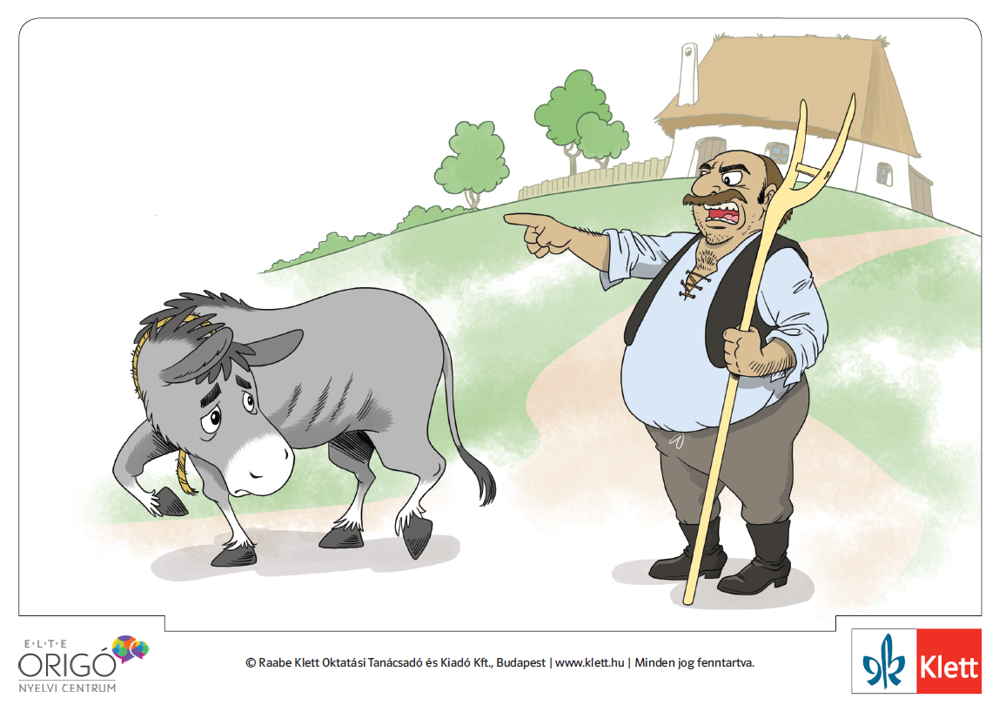 E·L·T·E
ORIGÓ
NYELVI CENTRUM
© Raabe Klett Oktatási Tanácsadó és Kiadó Kft., Budapest | www.klett.hu | Minden jog fenntartva.
Klett